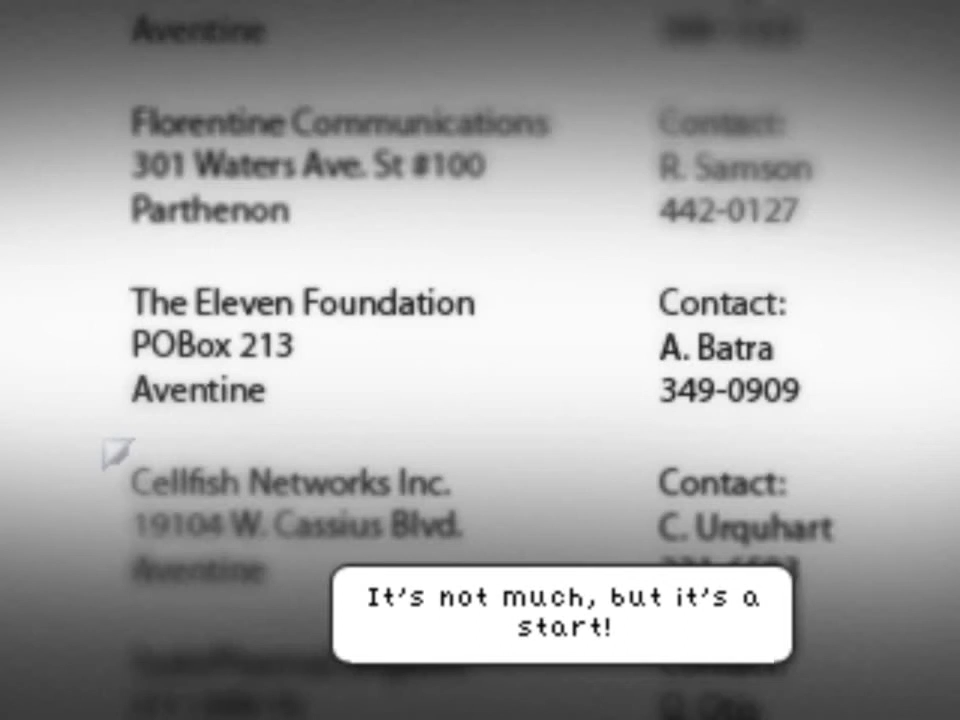 Aventine
Florentine Communications
301 Waters Ave. St #100
Parthenon
Contact:
R. Samson
442-0127
The Eleven Foundation
POBox 213
Aventine
Contact:
A. Batra
349-0909
Cellfish Networks Inc.
19104 W. Cassius Blvd.
Aventine
Contact:
C. Urquhart
It's not much, but it's a
start!